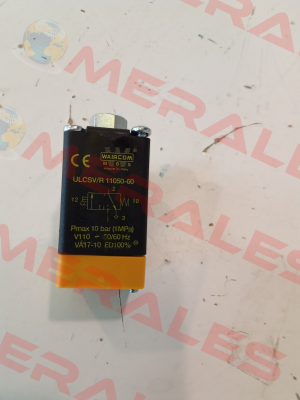 MERALES
CE WAIRCOM
M B S
ULCSV/R 11050-60
2
12 10
1 3
Pmax 10 bar (1MPa)
V110 ~ 50/60 Hz
VA17-10 ED100%
MERALES
MERALES